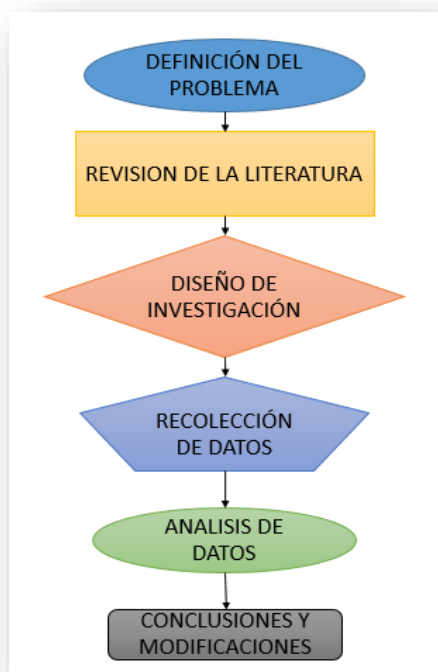 DEFINICIÓN DEL
PROBLEMA
REVISION DE LA LITERATURA
DISEÑO DE
INVESTIGACIÓN
RECOLECCIÓN
DE DATOS
ANALISIS DE
DATOS
CONCLUSIONES Y
MODIFICACIONES